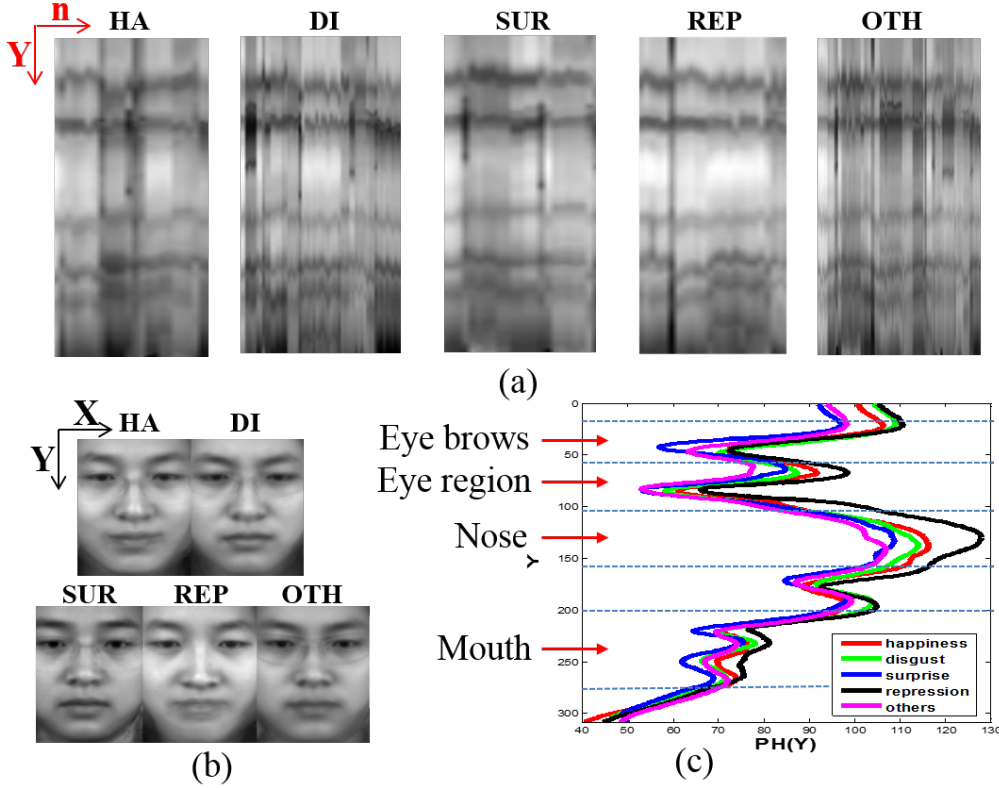 n HA DI SUR REP OTH
Y
(a)
X
HA DI
Y
SUR REP OTH
(b)
Eye brows
Eye region
Nose
Mouth
0
50
100
150
200
250
300
Y
40 50 60 70 80 90 100 110 120 130
PH(Y)
happiness
disgust
surprise
repression
others
(c)